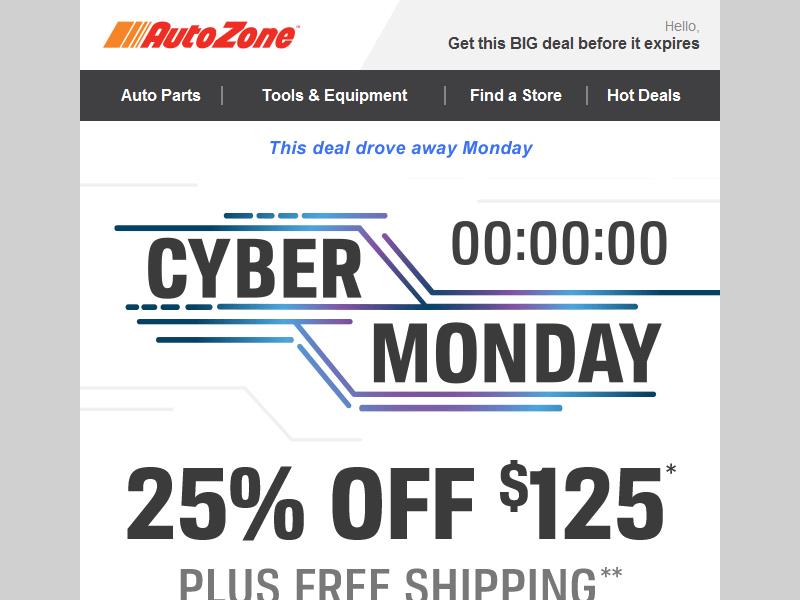 AutoZone™
Hello,
Get this BIG deal before it expires
Auto Parts | Tools & Equipment | Find a Store | Hot Deals
This deal drove away Monday
CYBER
00:00:00
MONDAY
25% OFF $125*
PLUS FREE SHIPPING**